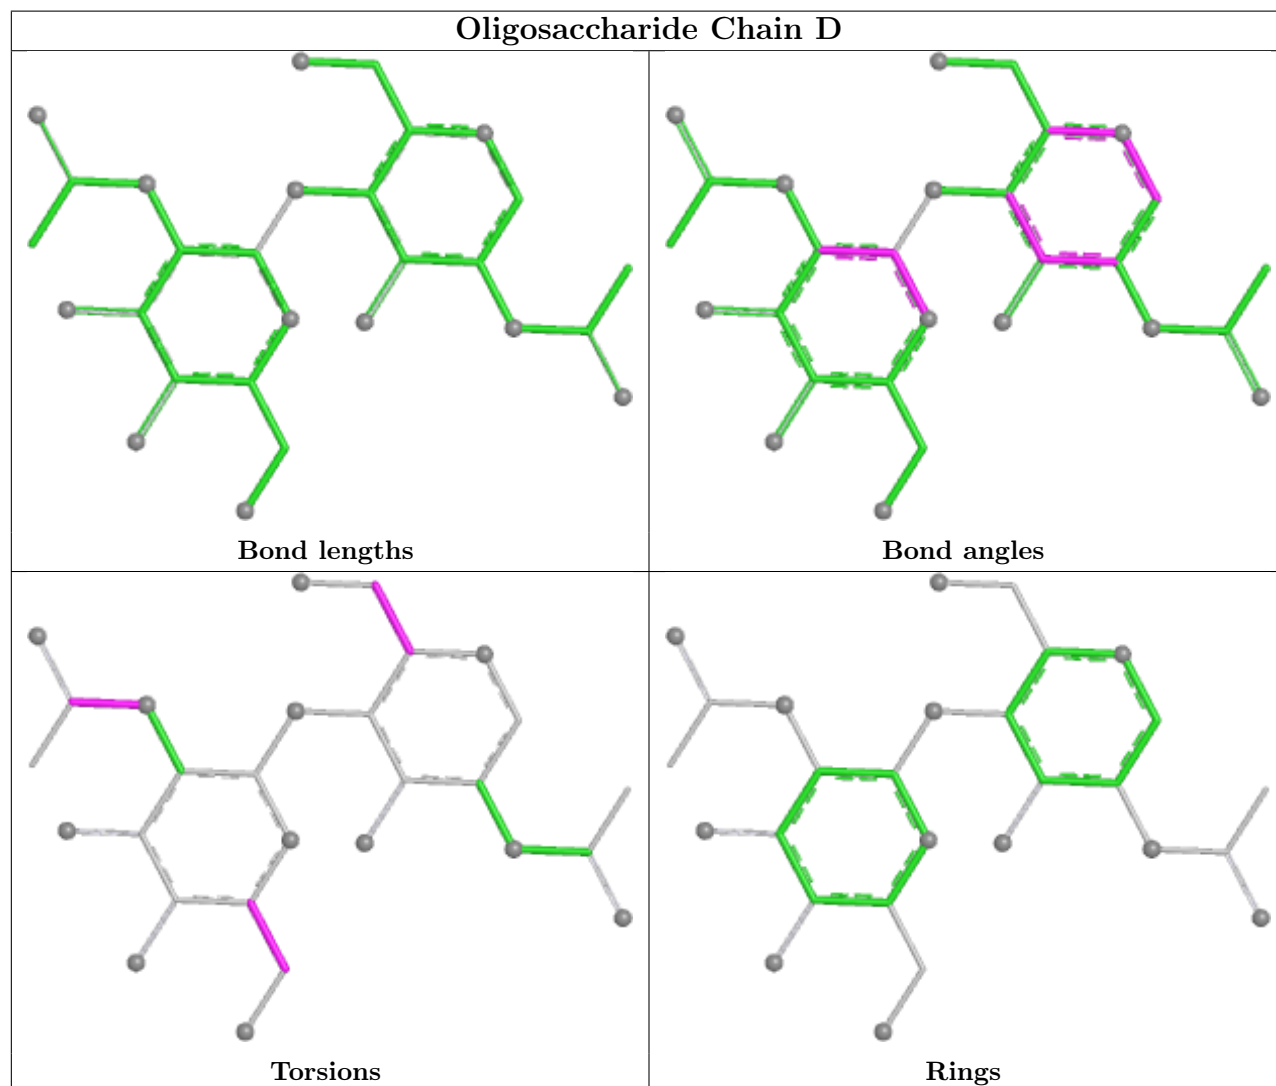 Oligosaccharide Chain D
Bond lengths
Bond angles
Torsions
Rings